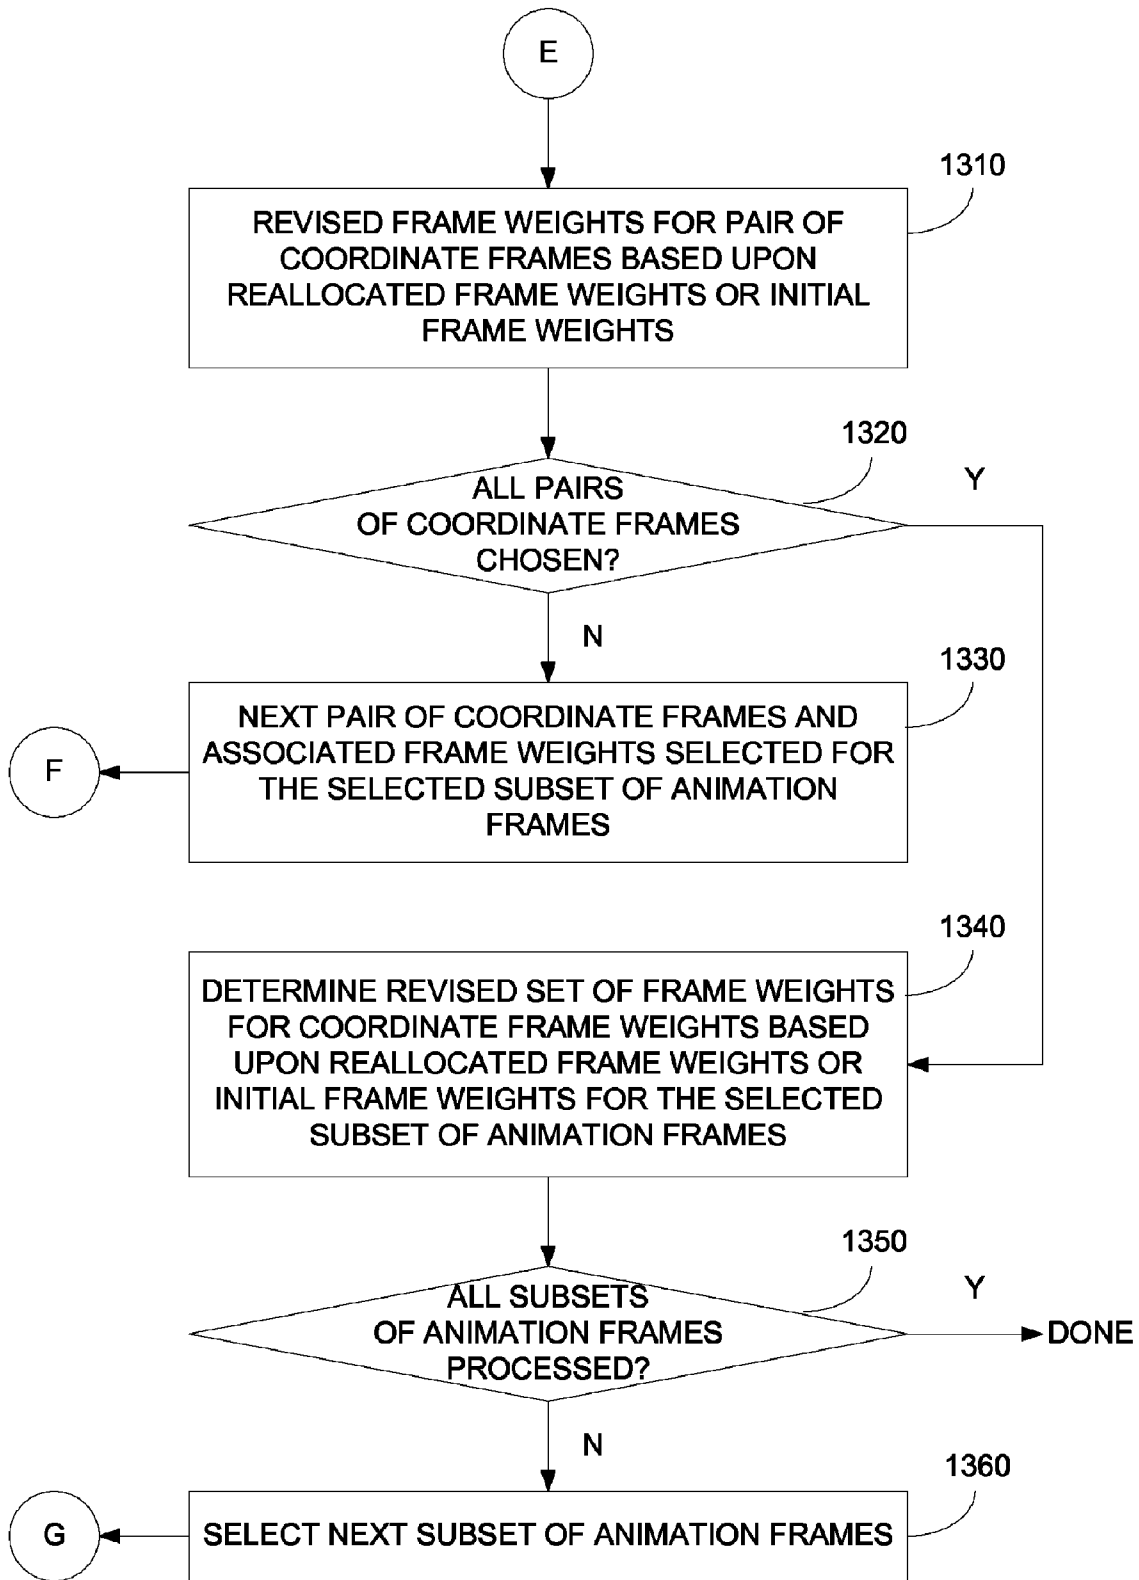 E
1310
REVISED FRAME WEIGHTS FOR PAIR OF
COORDINATE FRAMES BASED UPON
REALLOCATED FRAME WEIGHTS OR INITIAL
FRAME WEIGHTS
1320
ALL PAIRS
OF COORDINATE FRAMES
CHOSEN?
Y
N
1330
NEXT PAIR OF COORDINATE FRAMES AND
ASSOCIATED FRAME WEIGHTS SELECTED FOR
THE SELECTED SUBSET OF ANIMATION
FRAMES
F
1340
DETERMINE REVISED SET OF FRAME WEIGHTS
FOR COORDINATE FRAME WEIGHTS BASED
UPON REALLOCATED FRAME WEIGHTS OR
INITIAL FRAME WEIGHTS FOR THE SELECTED
SUBSET OF ANIMATION FRAMES
1350
ALL SUBSETS
OF ANIMATION FRAMES
PROCESSED?
Y
DONE
N
1360
SELECT NEXT SUBSET OF ANIMATION FRAMES
G